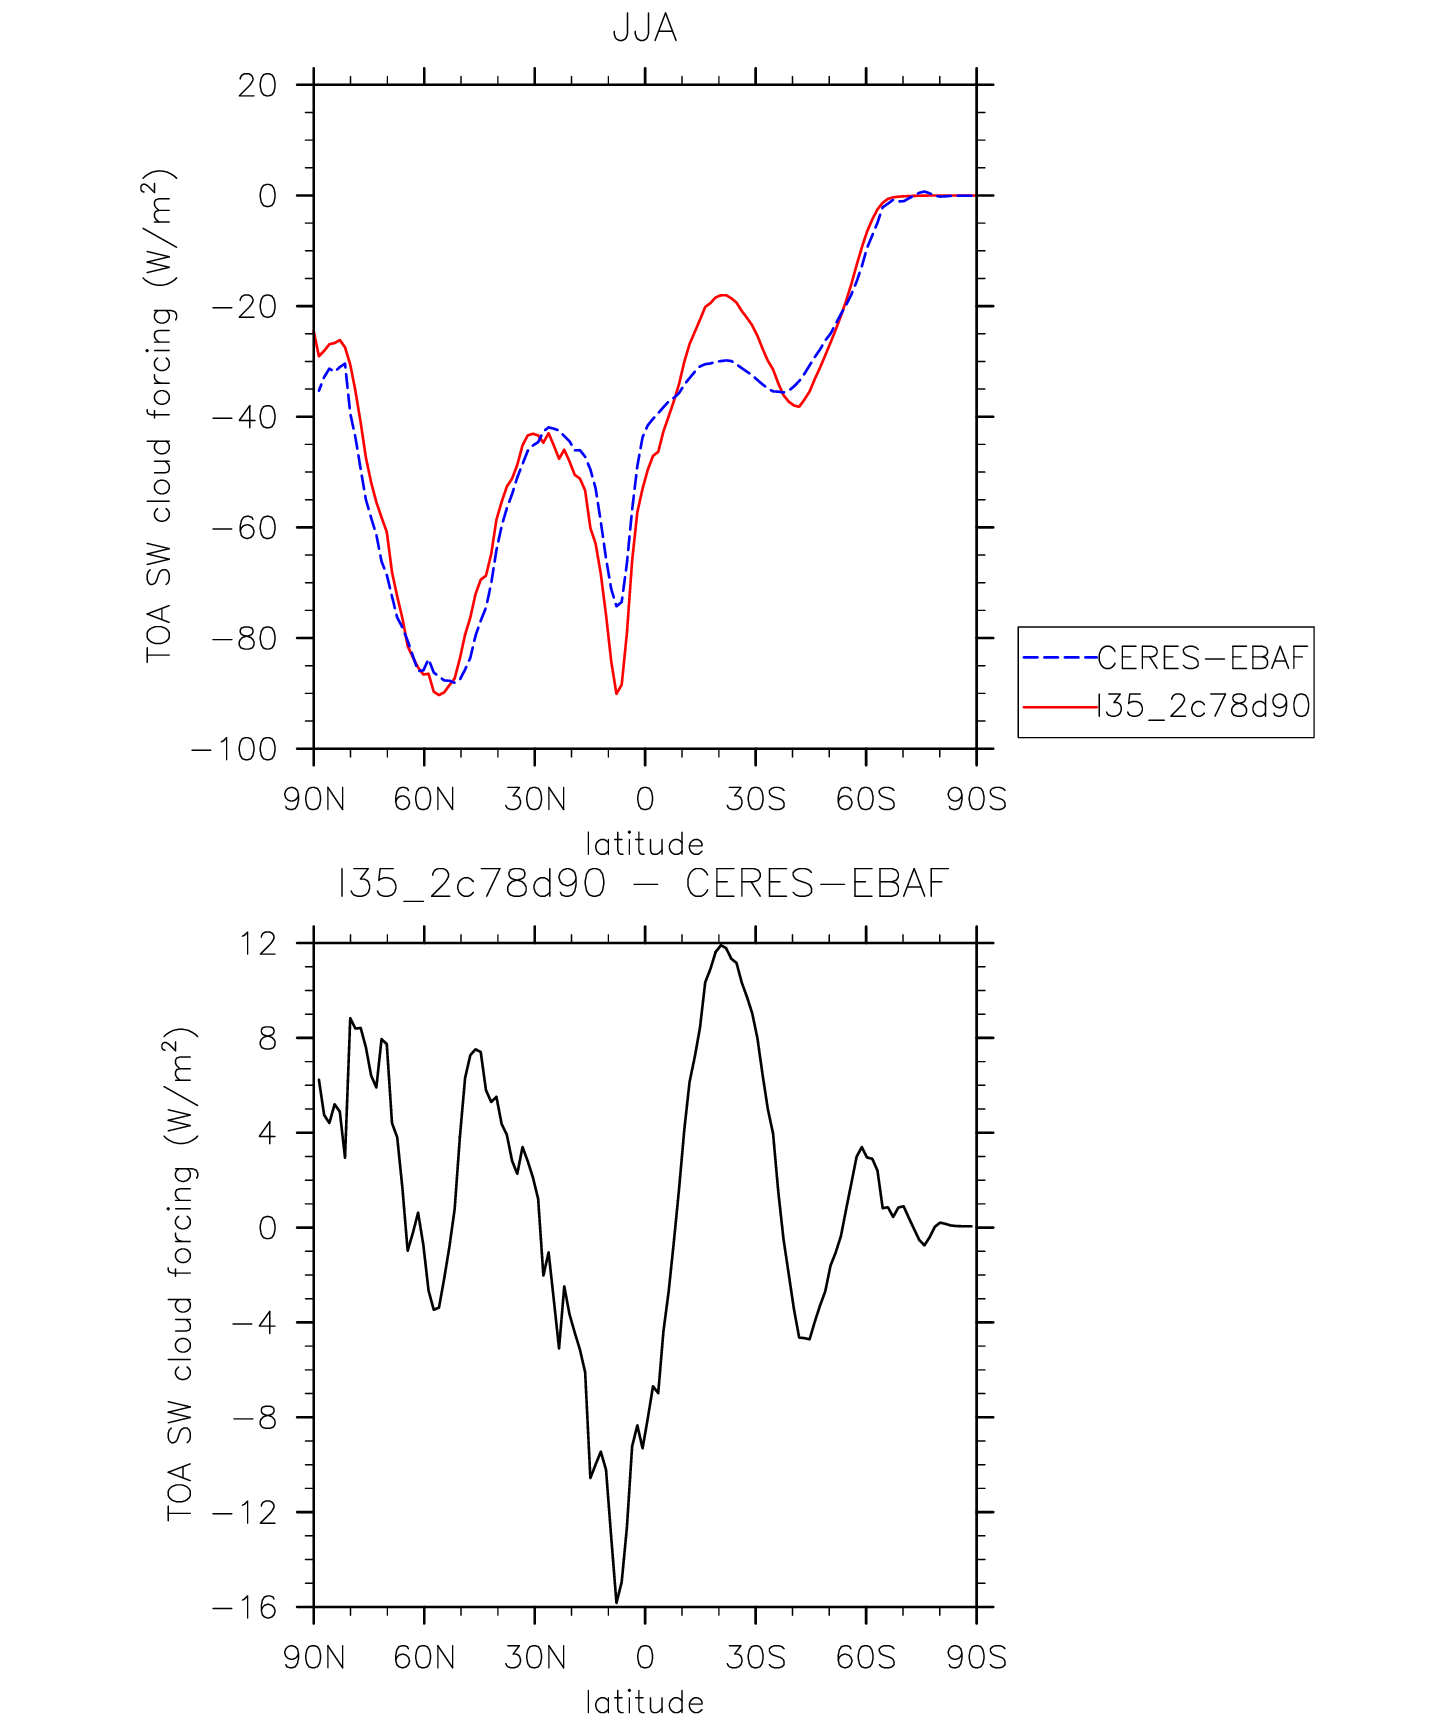 JJA
TOA SW cloud forcing (W/m²)
20
0
−20
−40
−60
−80
−100
90N 60N 30N 0 30S 60S 90S
latitude
CERES−EBAF
I35_2c78d90
I35_2c78d90 − CERES−EBAF
TOA SW cloud forcing (W/m²)
12
8
4
0
−4
−8
−12
−16
90N 60N 30N 0 30S 60S 90S
latitude